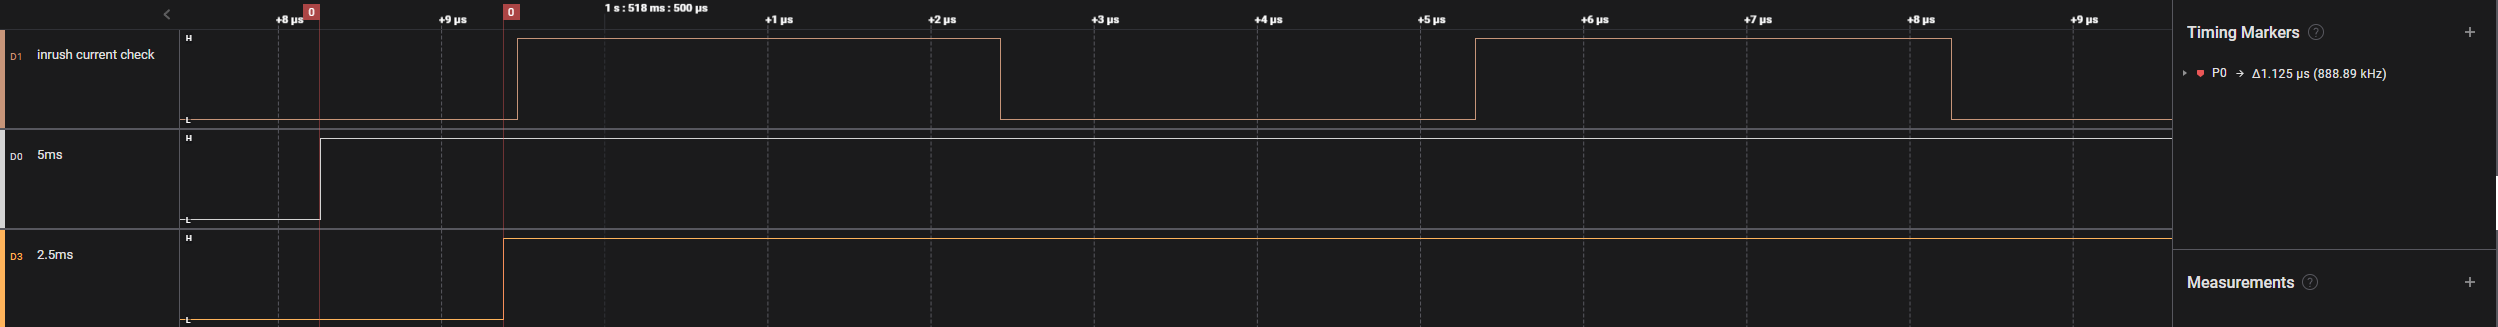 1 s : 518 ms : 500 µs
+8 µs 0 +9 µs 0 +1 µs +2 µs +3 µs +4 µs +5 µs +6 µs +7 µs +8 µs +9 µs
D1 inrush current check H L
D0 5ms H L
D3 2.5ms H L
Timing Markers ? +
P0 → Δ1.125 µs (888.89 kHz)
Measurements ? +